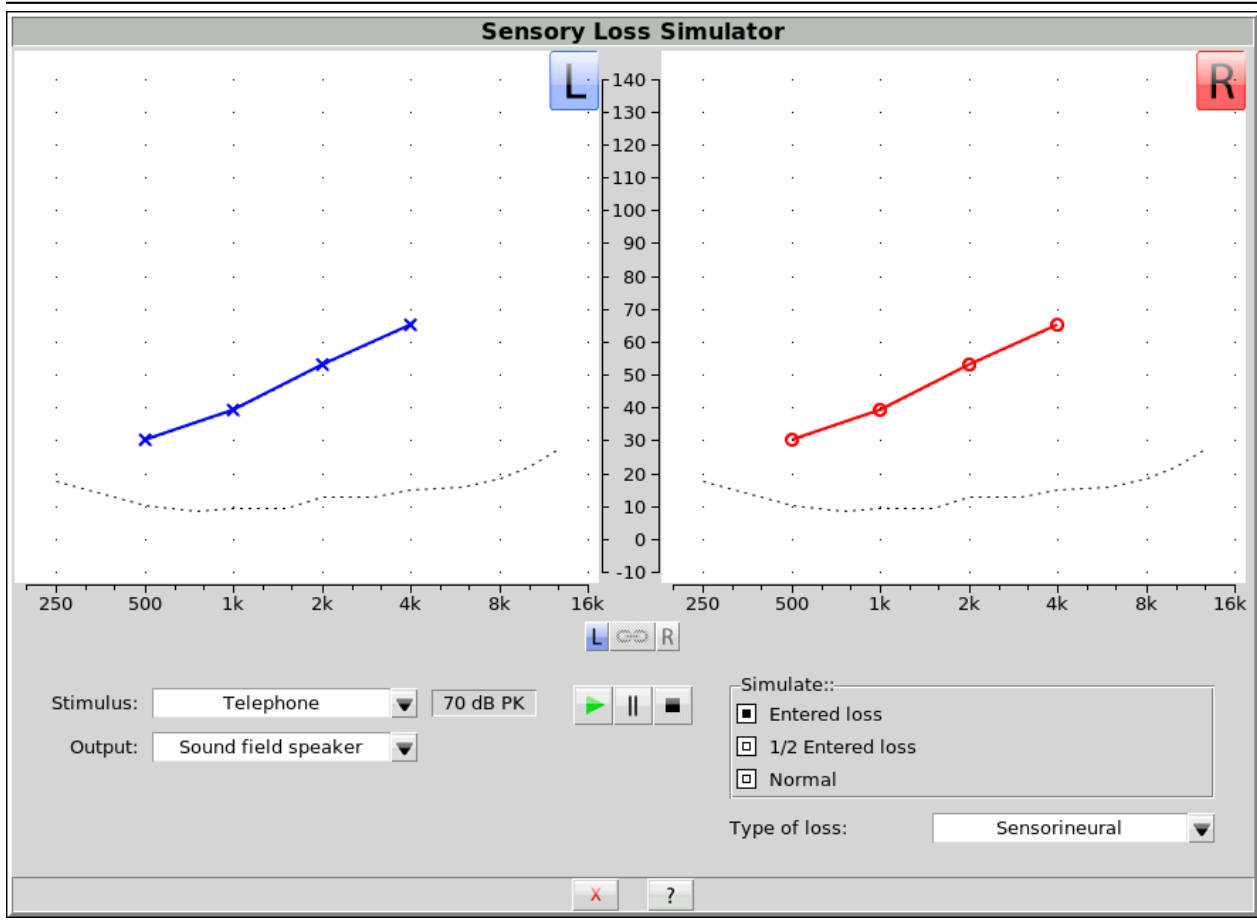 Sensory Loss Simulator
L
R
140
130
120
110
100
90
80
70
60
50
40
30
20
10
0
-10
250 500 1k 2k 4k 8k 16k
250 500 1k 2k 4k 8k 16k
L R
Stimulus: Telephone 70 dB PK
Output: Sound field speaker
Simulate::
Entered loss
1/2 Entered loss
Normal
Type of loss: Sensorineural
X ?